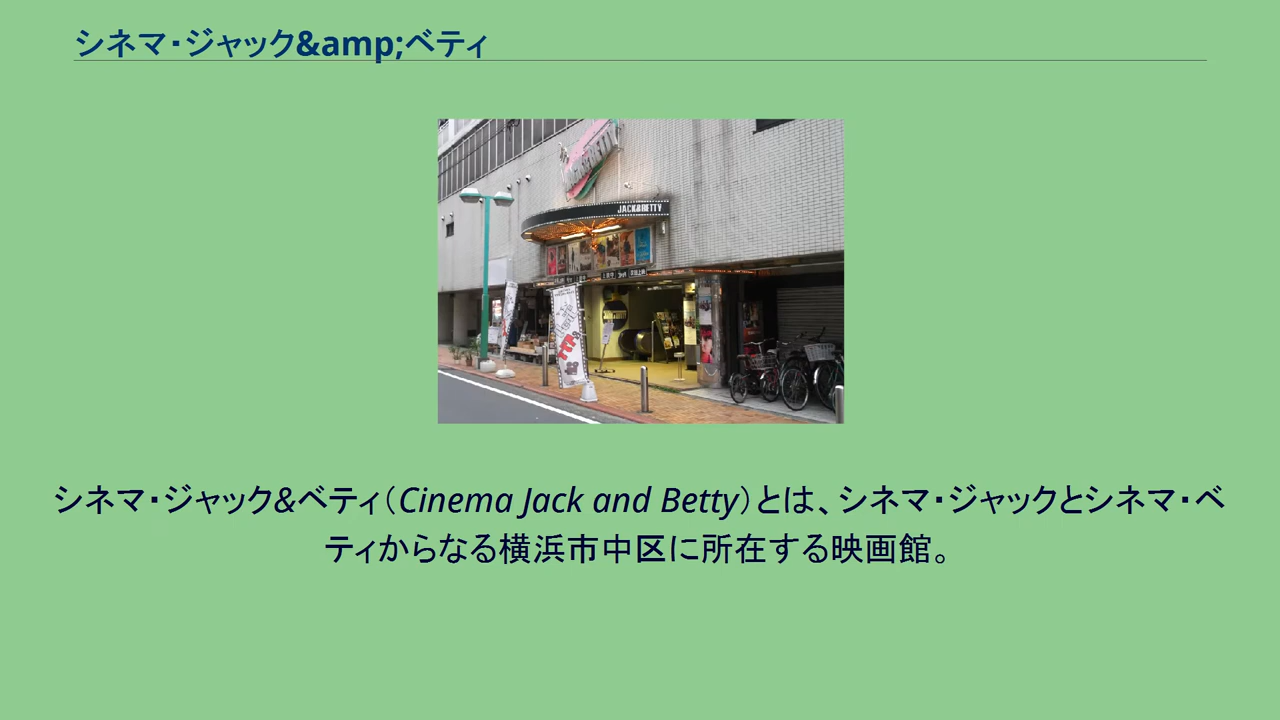 シネマ・ジャック&amp;ベティ
JACK&BETTY
シネマ・ジャック&ベティ（Cinema Jack and Betty）とは、シネマ・ジャックとシネマ・ベ
ティからなる横浜市中区に所在する映画館。